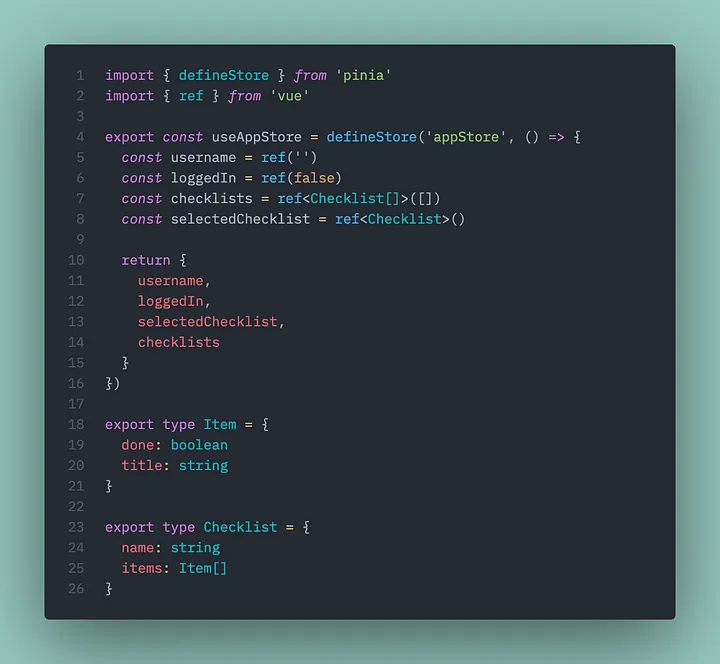 1 import { defineStore } from 'pinia'
2 import { ref } from 'vue'
3
4 export const useAppStore = defineStore('appStore', () => {
5   const username = ref('')
6   const loggedIn = ref(false)
7   const checklists = ref<Checklist[]>([])
8   const selectedChecklist = ref<Checklist>()
9
10   return {
11     username,
12     loggedIn,
13     selectedChecklist,
14     checklists
15   }
16 })
17
18 export type Item = {
19   done: boolean
20   title: string
21 }
22
23 export type Checklist = {
24   name: string
25   items: Item[]
26 }